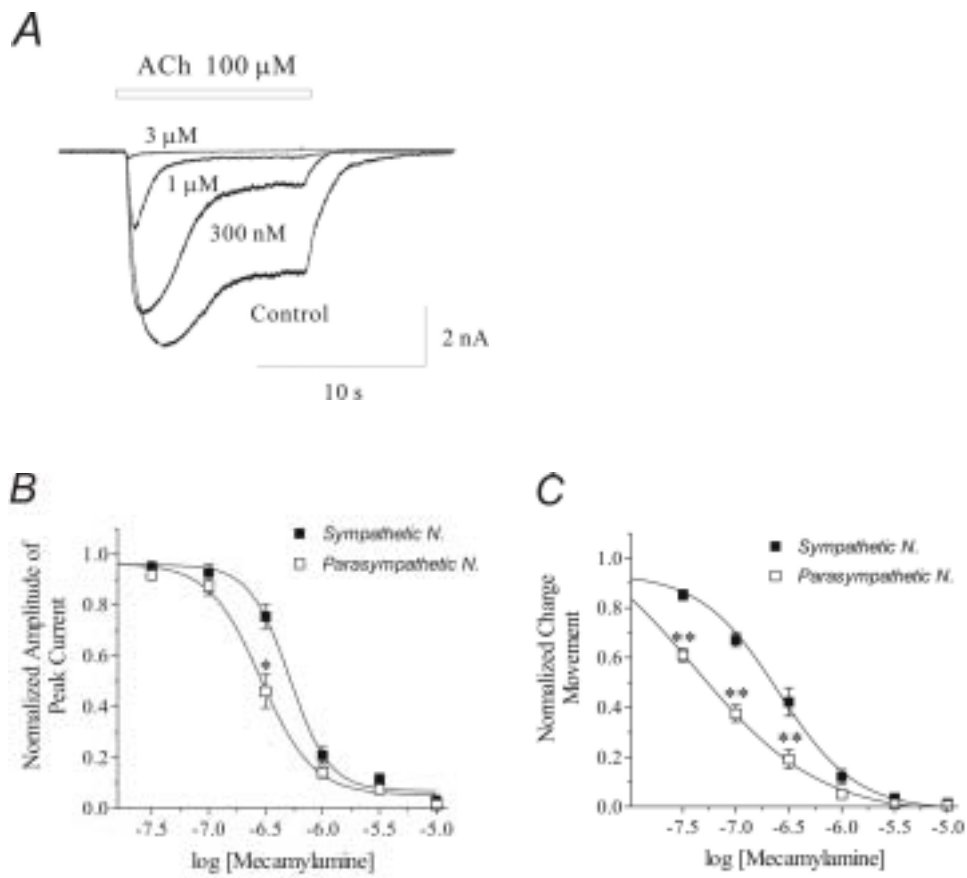 A
ACh 100 µM
3 µM
1 µM
300 nM
Control
2 nA
10 s
B
Sympathetic N.
Parasympathetic N.
Normalized Amplitude of
Peak Current
1.0
0.8
0.6
0.4
0.2
0.0
*
-7.5 -7.0 -6.5 -6.0 -5.5 -5.0
log [Mecamylamine]
C
Sympathetic N.
Parasympathetic N.
Normalized Charge
Movement
1.0
0.8
0.6
0.4
0.2
0.0
**
**
**
-7.5 -7.0 -6.5 -6.0 -5.5 -5.0
log [Mecamylamine]